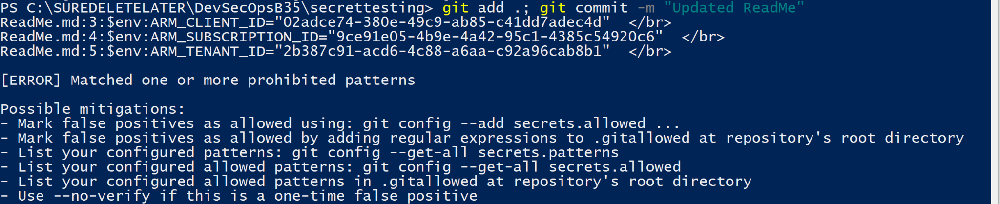 PS C:\SUREDELETELATER\DevSecOpsB35\secrettesting> git add .; git commit -m "Updated ReadMe"
ReadMe.md:3:$env:ARM_CLIENT_ID="02adce74-380e-49c9-ab85-c41dd7adec4d"  </br>
ReadMe.md:4:$env:ARM_SUBSCRIPTION_ID="9ce91e05-4b9e-4a42-95c1-4385c54920c6"  </br>
ReadMe.md:5:$env:ARM_TENANT_ID="2b387c91-acd6-4c88-a6aa-c92a96cab8b1"  </br>
[ERROR] Matched one or more prohibited patterns
Possible mitigations:
- Mark false positives as allowed using: git config --add secrets.allowed ...
- Mark false positives as allowed by adding regular expressions to .gitallowed at repository's root directory
- List your configured patterns: git config --get-all secrets.patterns
- List your configured allowed patterns: git config --get-all secrets.allowed
- List your configured allowed patterns in .gitallowed at repository's root directory
- Use --no-verify if this is a one-time false positive